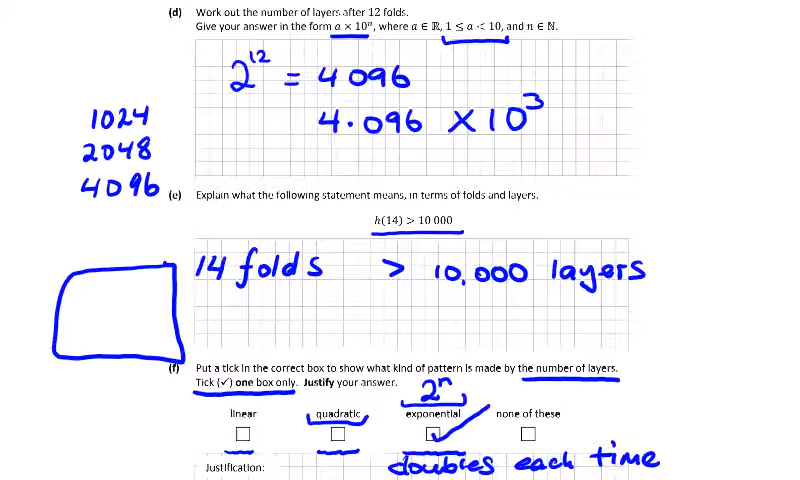 (d) Work out the number of layers after 12 folds.
Give your answer in the form a × 10ⁿ, where a ∈ ℝ, 1 ≤ a < 10, and n ∈ ℕ.
2¹² = 4096
4.096 × 10³
1024
2048
4096
(e) Explain what the following statement means, in terms of folds and layers.
h(14) > 10 000
14 folds > 10,000 layers
(f) Put a tick in the correct box to show what kind of pattern is made by the number of layers.
Tick (✓) one box only. Justify your answer.
2ⁿ
linear quadratic exponential none of these
✓
Justification: doubles each time